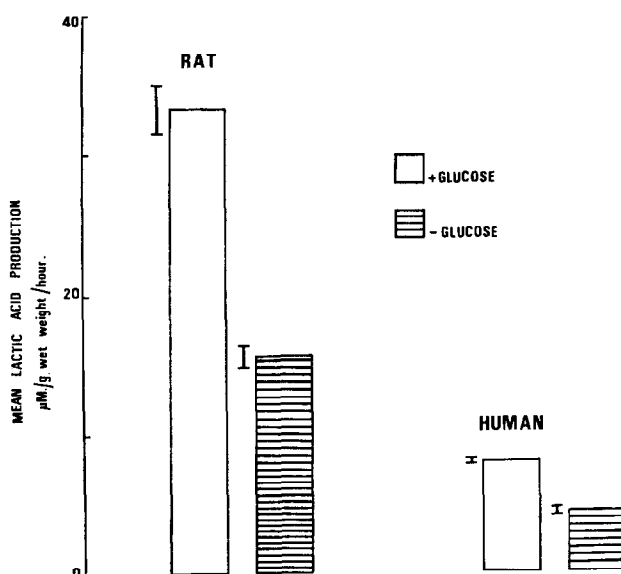 40
RAT
+GLUCOSE
-GLUCOSE
20
MEAN LACTIC ACID PRODUCTION
µM./g. wet weight/hour.
HUMAN
0